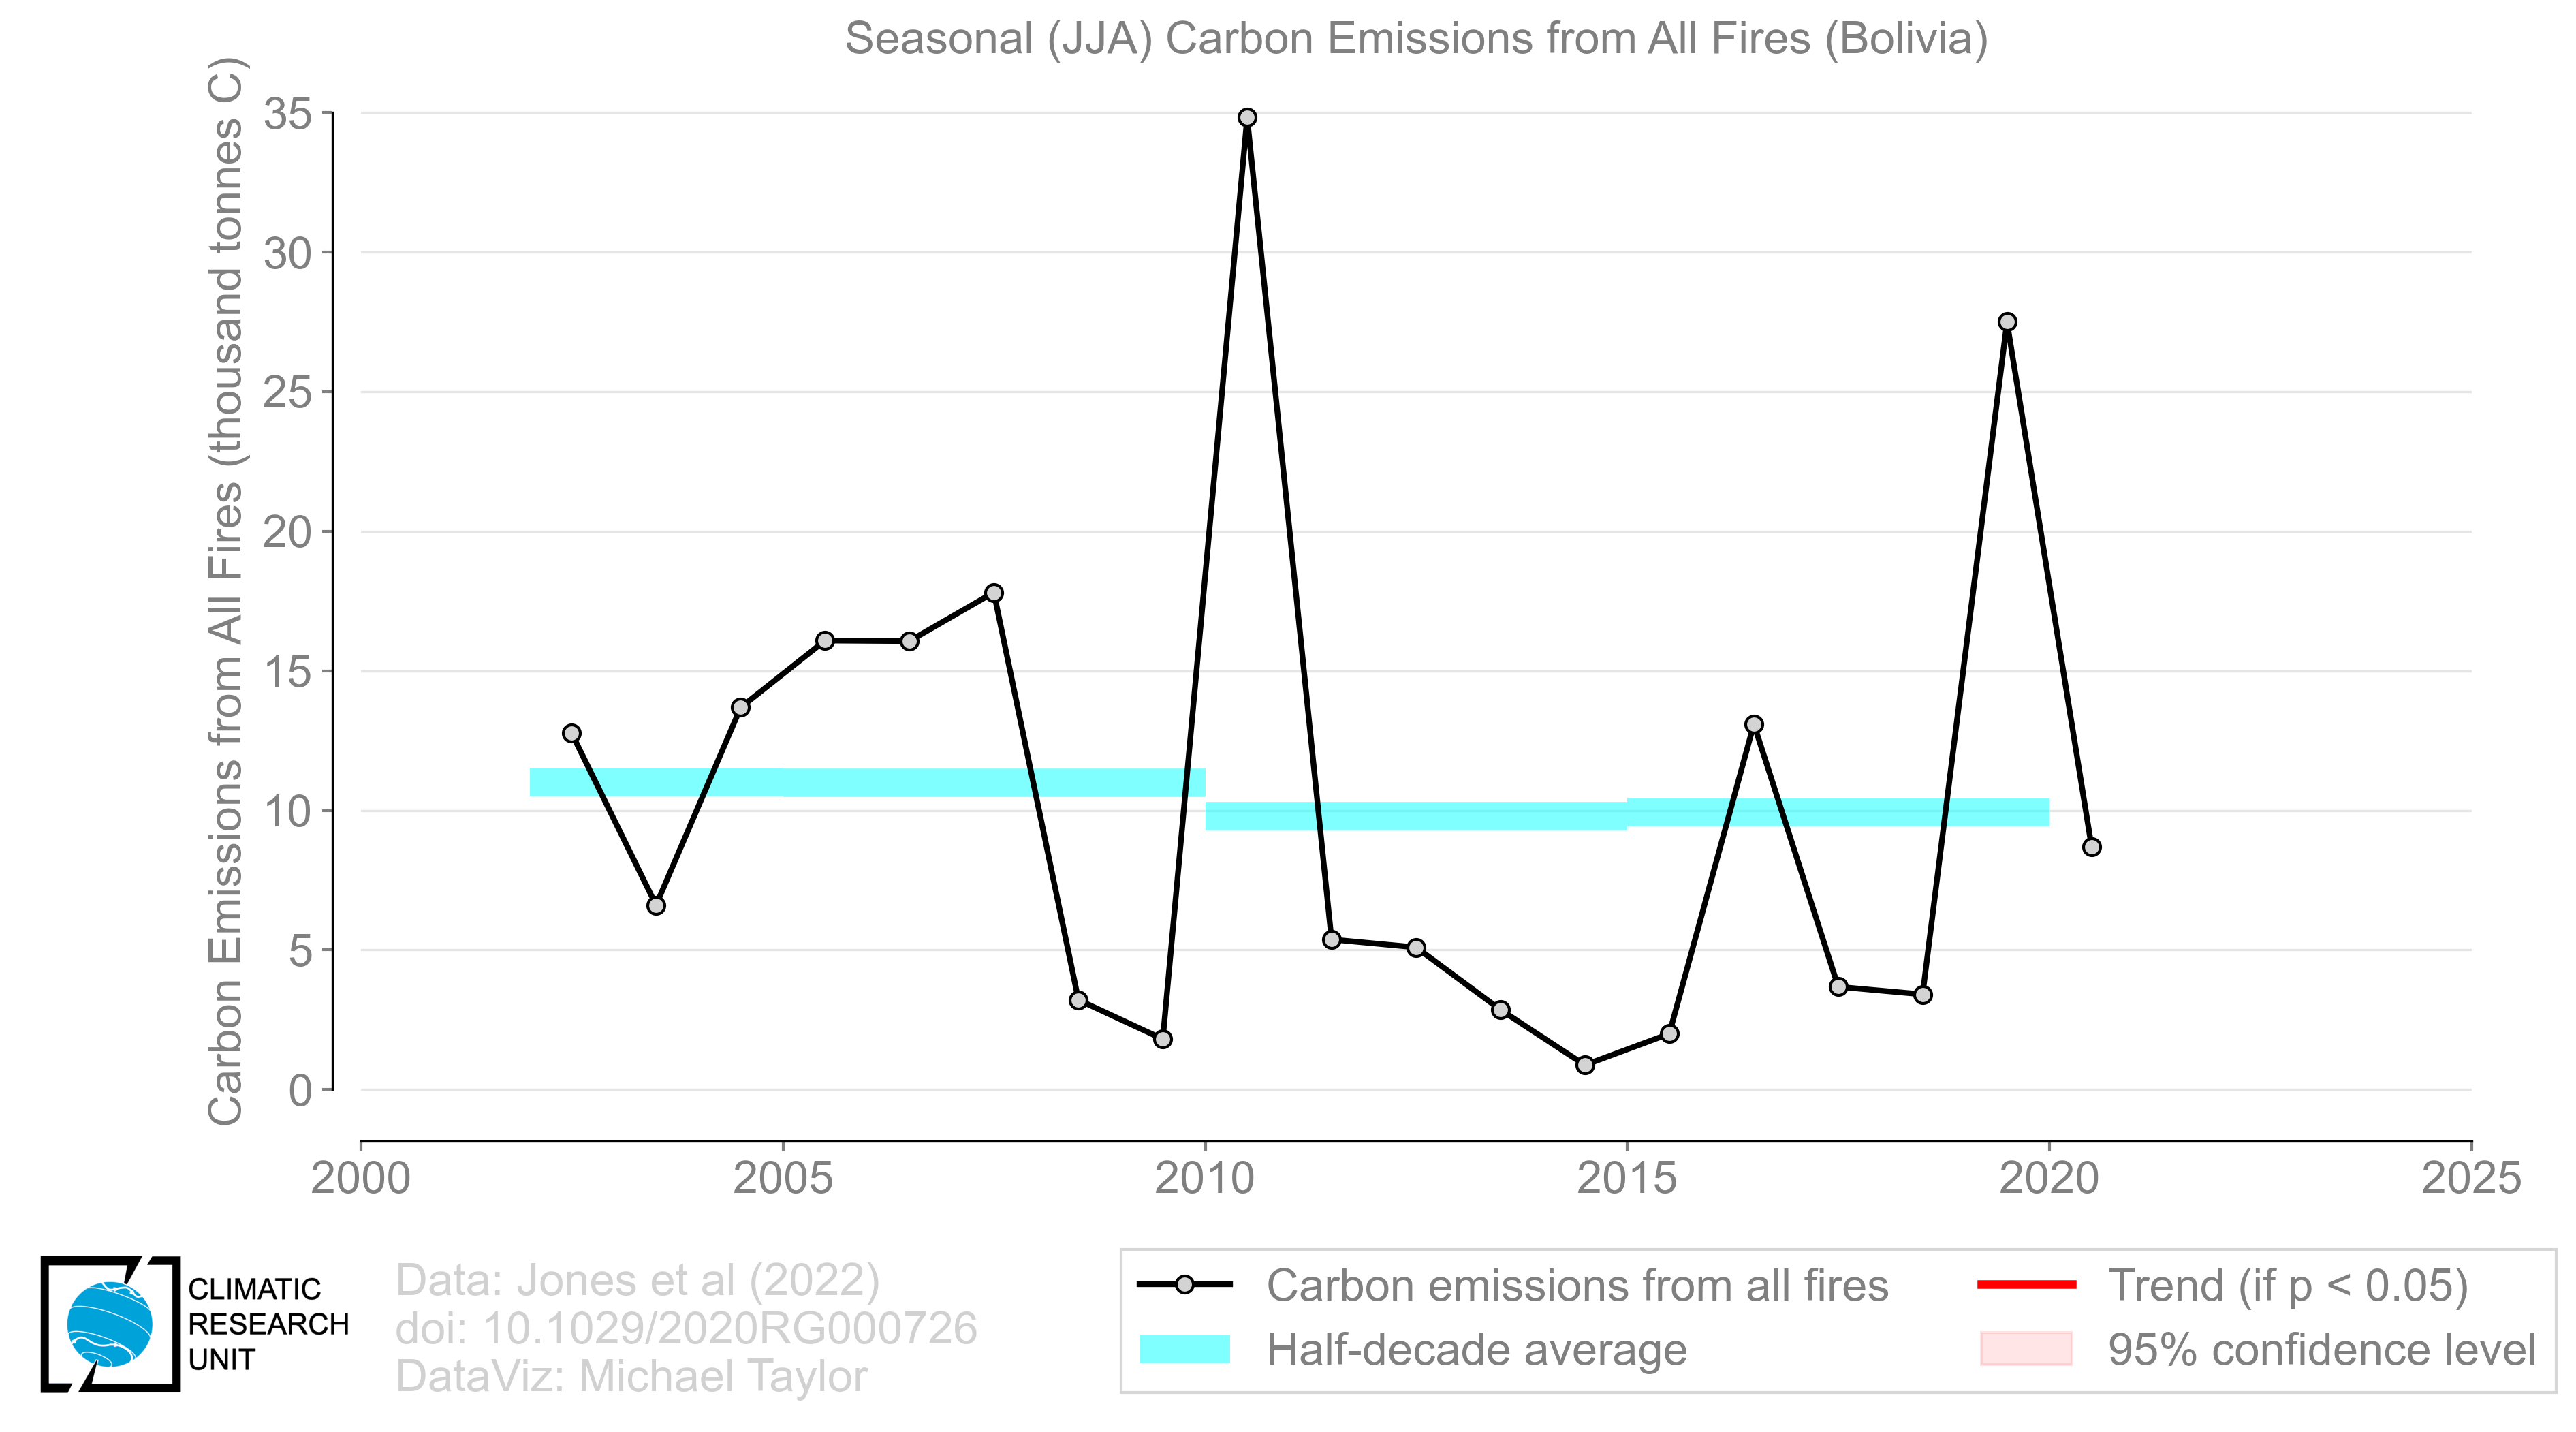 Seasonal (JJA) Carbon Emissions from All Fires (Bolivia)
Carbon Emissions from All Fires (thousand tonnes C)
35
30
25
20
15
10
5
0
2000
2005
2010
2015
2020
2025
CLIMATIC
RESEARCH
UNIT
Data: Jones et al (2022)
doi: 10.1029/2020RG000726
DataViz: Michael Taylor
Carbon emissions from all fires
Half-decade average
Trend (if p < 0.05)
95% confidence level